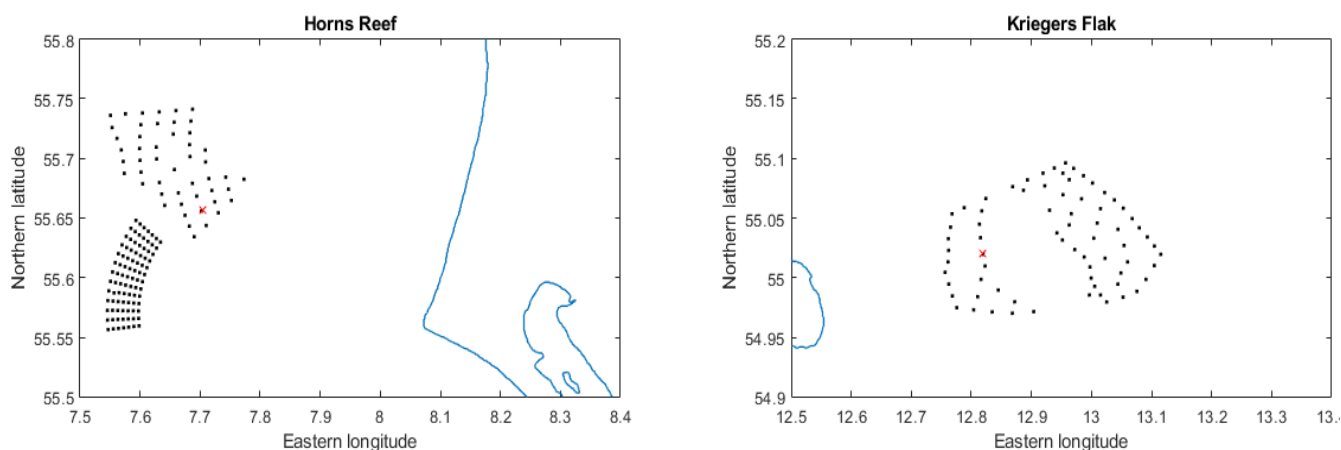 Horns Reef
55.8
55.75
55.7
55.65
55.6
55.55
55.5
7.5 7.6 7.7 7.8 7.9 8 8.1 8.2 8.3 8.4
Northern latitude
Eastern longitude
Kriegers Flak
55.2
55.15
55.1
55.05
55
54.95
54.9
12.5 12.6 12.7 12.8 12.9 13 13.1 13.2 13.3 13.4
Northern latitude
Eastern longitude